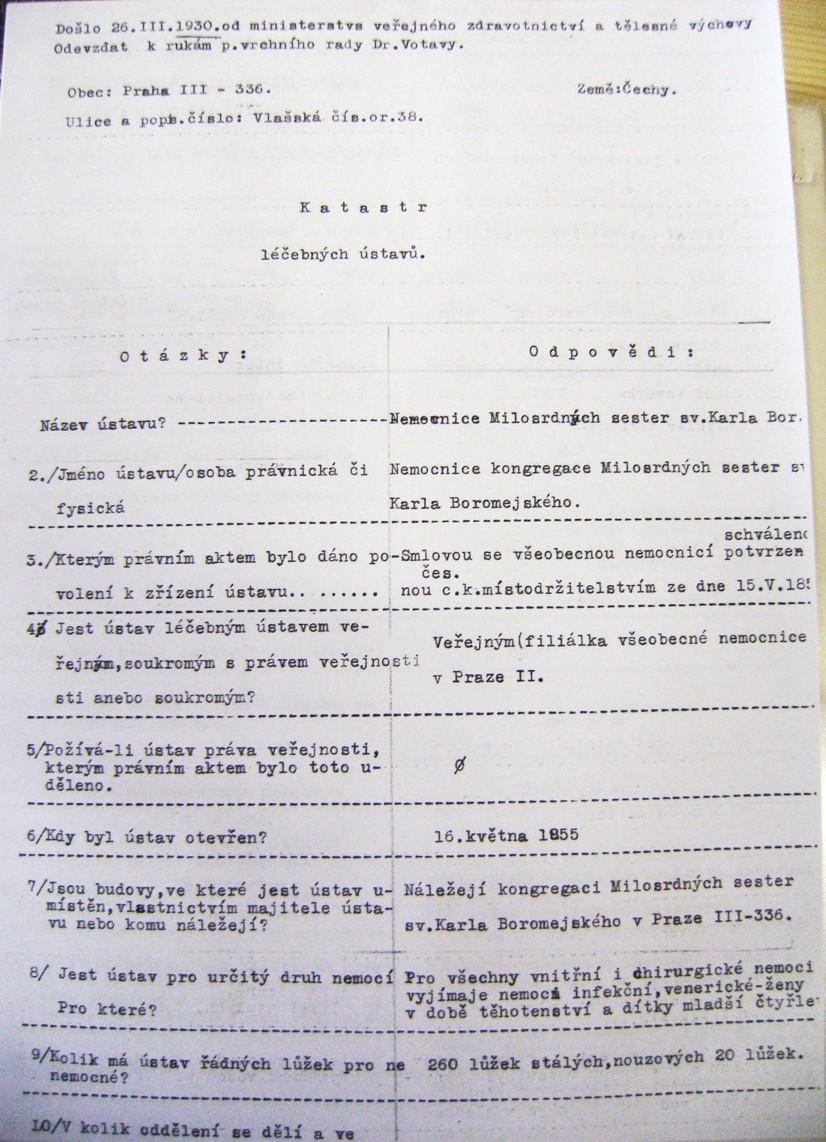 Došlo 26.III.1930.od ministerstva veřejného zdravotnictví a tělesné výchovy
Odevzdat k rukám p.vrchního rady Dr.Votavy.
Obec: Praha III - 336. Země:Čechy.
Ulice a popis.číslo: Vlašská čís.or.38.
K a t a s t r
léčebných ústavů.
O t á z k y : O d p o v ě d i :
Název ústavu? -------------------- Nemocnice Milosrdných sester sv.Karla Bor.
2./Jméno ústavu/osoba právnická či Nemocnice kongregace Milosrdných sester sv
fysická Karla Boromejského.
schváleno
3./Kterým právním aktem bylo dáno po- Smlovou se všeobecnou nemocnicí potvrzen
čes.
volení k zřízení ústavu.. ........ nou c.k.místodržitelstvím ze dne 15.V.185
4/ Jest ústav léčebným ústavem ve-
Veřejným(filiálka všeobecné nemocnice
řejným,soukromým s právem veřejnosti
v Praze II.
sti anebo soukromým?
5/Požívá-li ústav práva veřejnosti,
kterým právním aktem bylo toto u- ø
děleno.
6/Kdy byl ústav otevřen? 16.května 1855
7/Jsou budovy,ve které jest ústav u- Náležejí kongregaci Milosrdných sester
místěn,vlastnictvím majitele ústa-
vu nebo komu náležejí? sv.Karla Boromejského v Praze III-336.
8/ Jest ústav pro určitý druh nemocí Pro všechny vnitřní i chirurgické nemoci
vyjímaje nemoci infekční,venerické-ženy
Pro které? v době těhotenství a dítky mladší čtyřle
9/Kolik má ústav řádných lůžek pro ne 260 lůžek stálých,nouzových 20 lůžek.
nemocné?
10/V kolik oddělení se dělí a ve